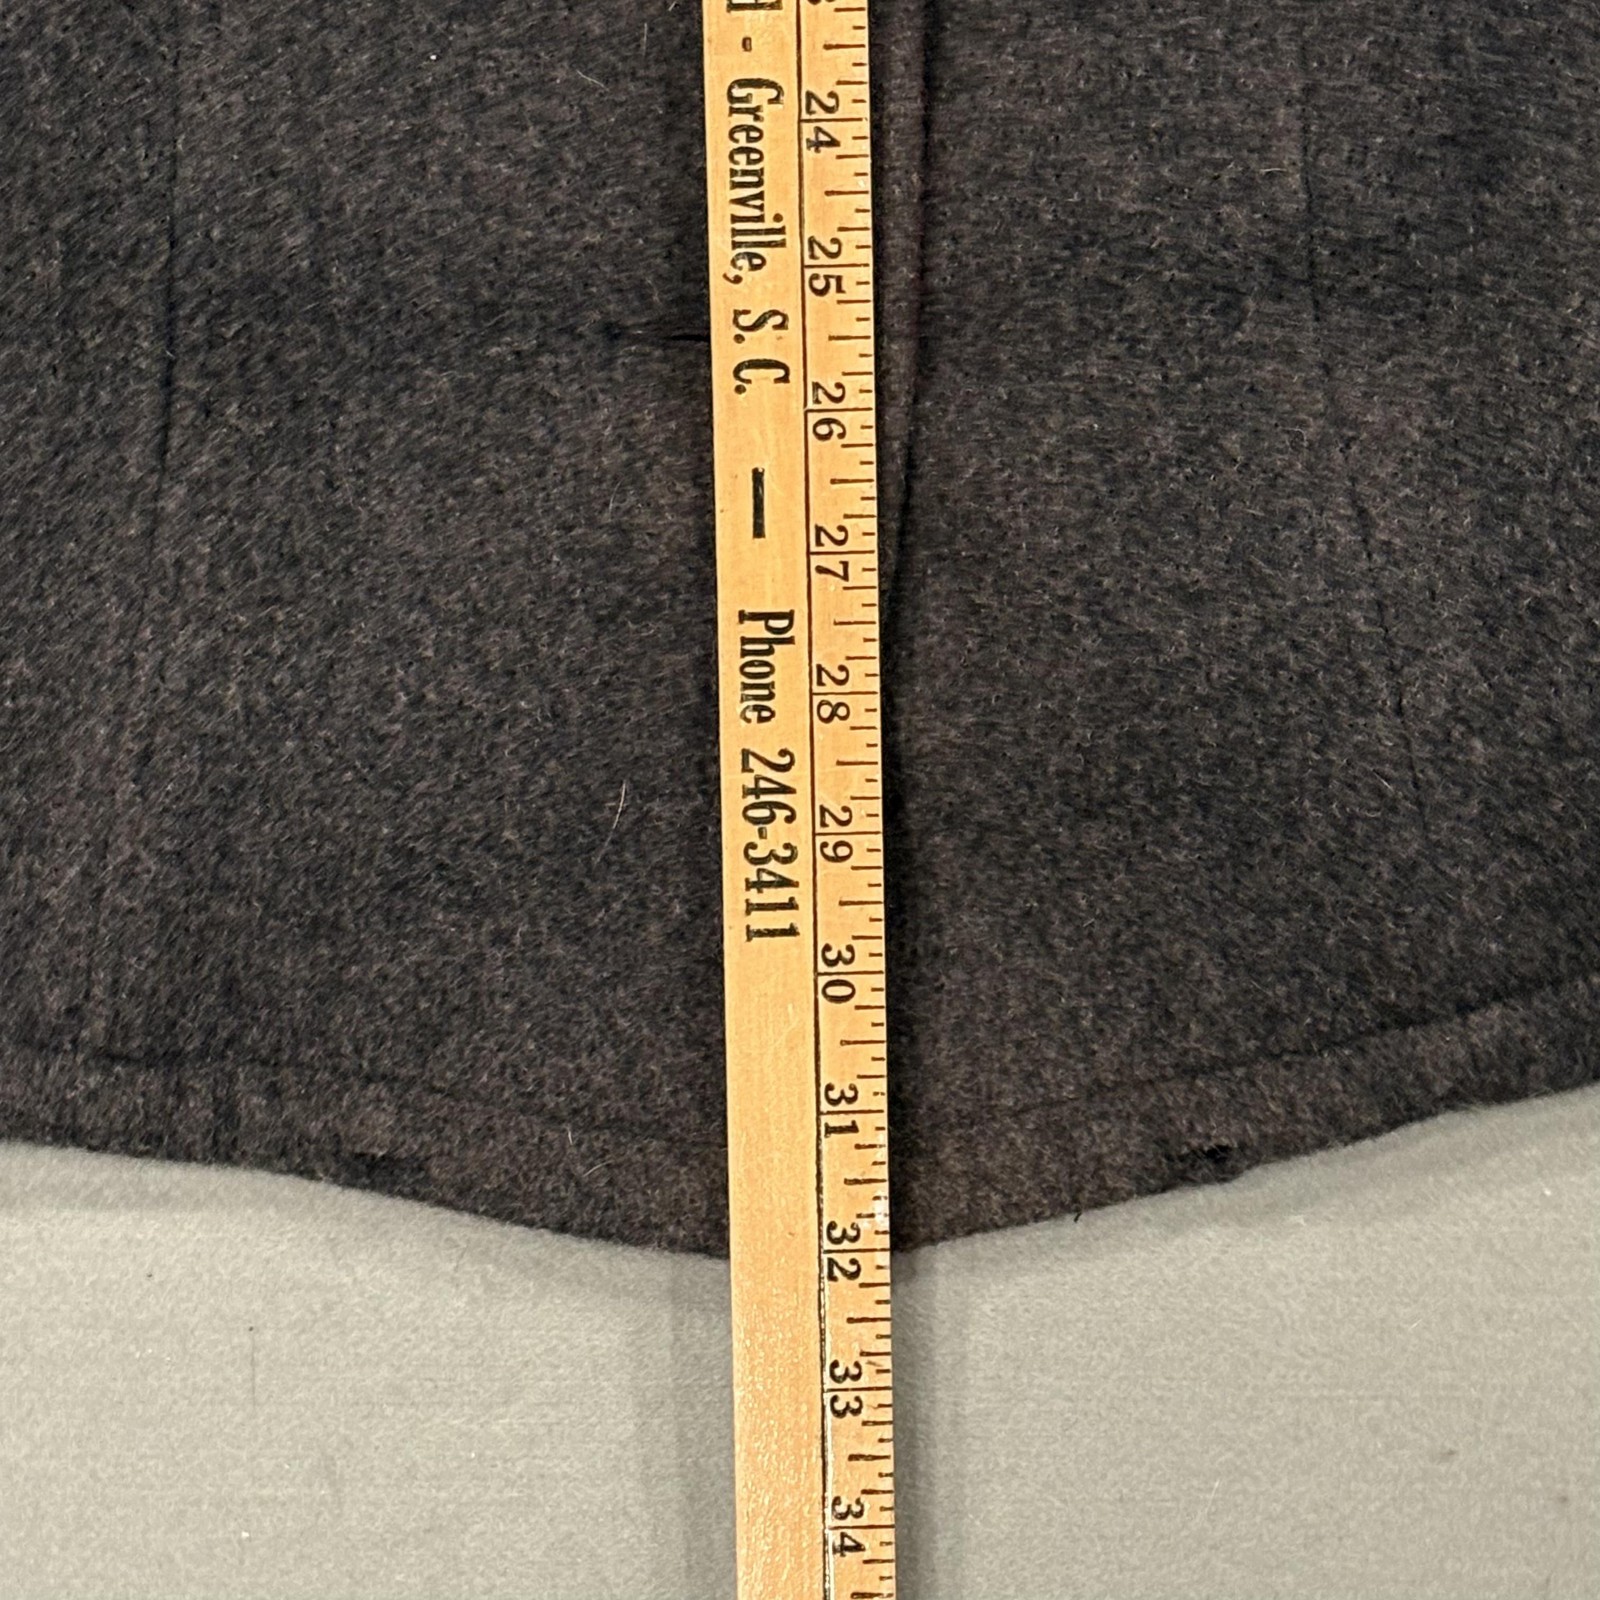 - Greenville, S. C. — Phone 246-3411
24 25 26 27 28 29 30 31 32 33 34